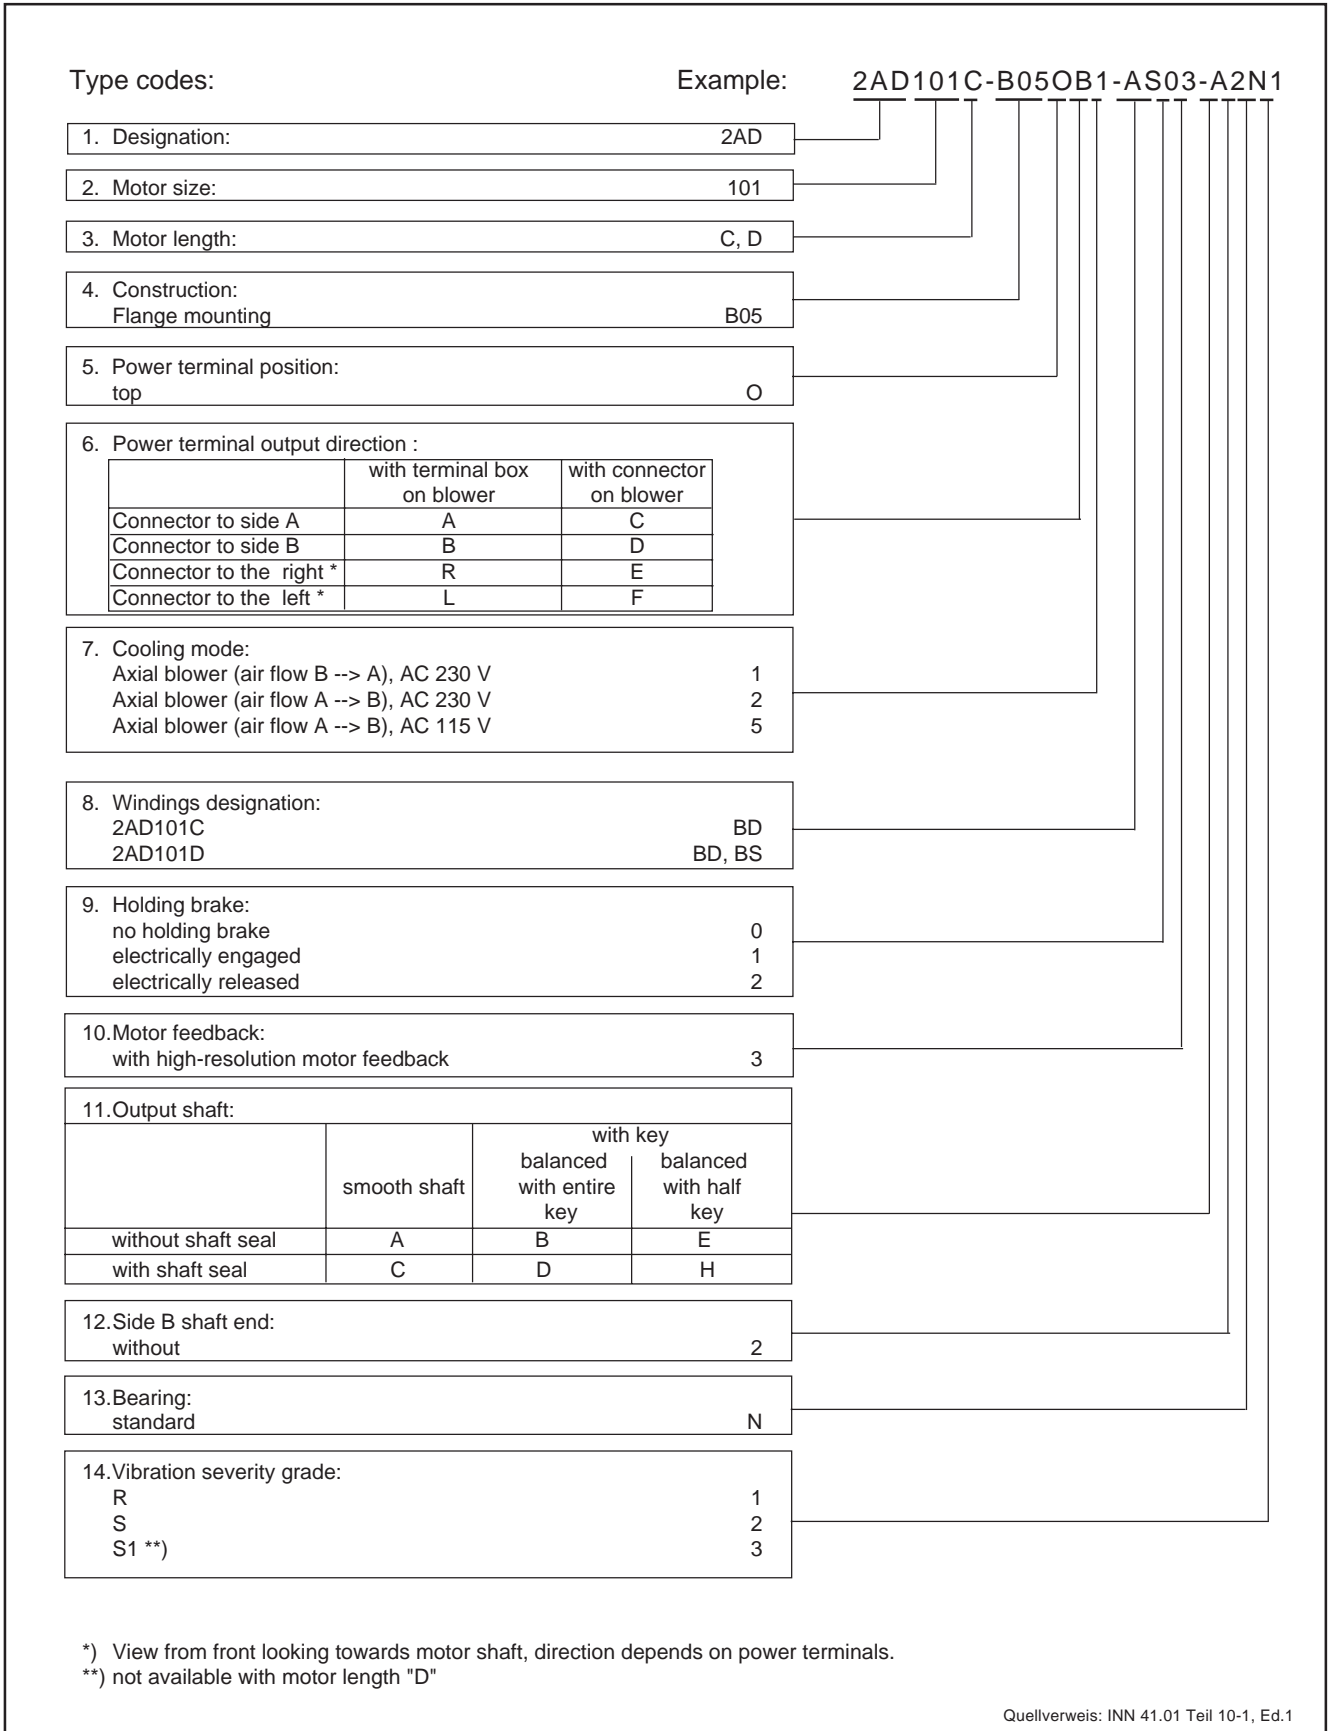 Type codes: Example: 2AD101C-B05OB1-AS03-A2N1
1. Designation: 2AD
2. Motor size: 101
3. Motor length: C, D
4. Construction:
Flange mounting B05
5. Power terminal position:
top O
6. Power terminal output direction :
with terminal box with connector
on blower on blower
Connector to side A A C
Connector to side B B D
Connector to the right * R E
Connector to the left * L F
7. Cooling mode:
Axial blower (air flow B --> A), AC 230 V 1
Axial blower (air flow A --> B), AC 230 V 2
Axial blower (air flow A --> B), AC 115 V 5
8. Windings designation:
2AD101C BD
2AD101D BD, BS
9. Holding brake:
no holding brake 0
electrically engaged 1
electrically released 2
10.Motor feedback:
with high-resolution motor feedback 3
11.Output shaft:
with key
balanced balanced
smooth shaft with entire with half
key key
without shaft seal A B E
with shaft seal C D H
12.Side B shaft end:
without 2
13.Bearing:
standard N
14.Vibration severity grade:
R 1
S 2
S1 **) 3
*) View from front looking towards motor shaft, direction depends on power terminals.
**) not available with motor length "D"
Quellverweis: INN 41.01 Teil 10-1, Ed.1